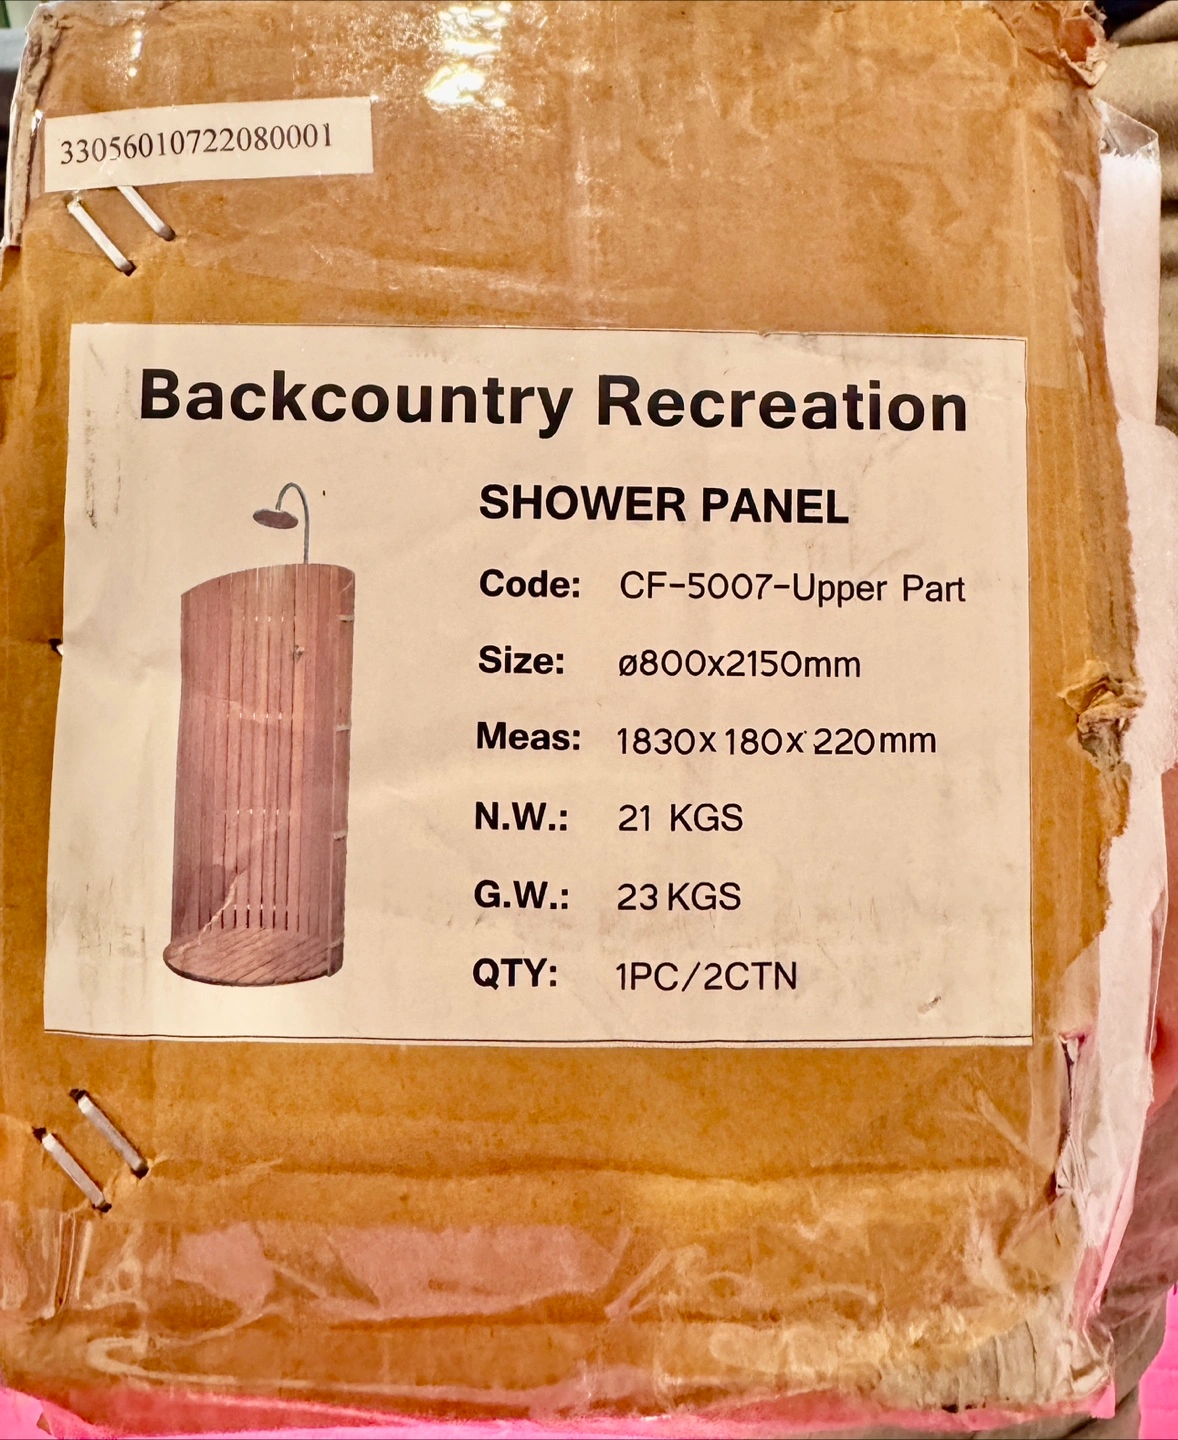 33056010722080001
Backcountry Recreation
SHOWER PANEL
Code: CF-5007-Upper Part
Size: ø800x2150mm
Meas: 1830x180x220mm
N.W.: 21 KGS
G.W.: 23 KGS
QTY: 1PC/2CTN